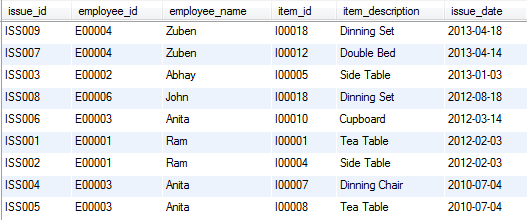 issue_id employee_id employee_name item_id item_description issue_date
ISS009 E00004 Zuben I00018 Dinning Set 2013-04-18
ISS007 E00004 Zuben I00012 Double Bed 2013-04-14
ISS003 E00002 Abhay I00005 Side Table 2013-01-03
ISS008 E00006 John I00018 Dinning Set 2012-08-18
ISS006 E00003 Anita I00010 Cupboard 2012-03-14
ISS001 E00001 Ram I00001 Tea Table 2012-02-03
ISS002 E00001 Ram I00004 Side Table 2012-02-03
ISS004 E00003 Anita I00007 Dinning Chair 2010-07-04
ISS005 E00003 Anita I00008 Tea Table 2010-07-04